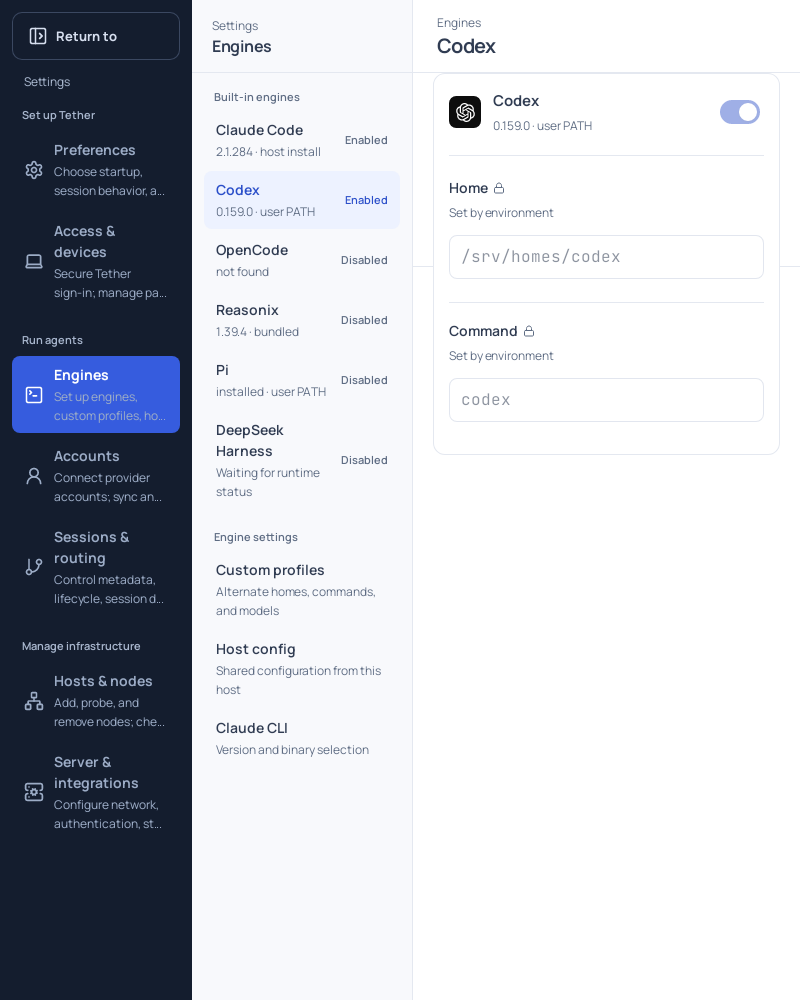 Return to
Settings
Set up Tether
Preferences
Choose startup,
session behavior, a...
Access &
devices
Secure Tether
sign-in; manage pa...
Run agents
Engines
Set up engines,
custom profiles, ho...
Accounts
Connect provider
accounts; sync an...
Sessions &
routing
Control metadata,
lifecycle, session d...
Manage infrastructure
Hosts & nodes
Add, probe, and
remove nodes; che...
Server &
integrations
Configure network,
authentication, st...
Settings
Engines
Built-in engines
Claude Code
2.1.284 · host install
Enabled
Codex
0.159.0 · user PATH
Enabled
OpenCode
not found
Disabled
Reasonix
1.39.4 · bundled
Disabled
Pi
installed · user PATH
Disabled
DeepSeek
Harness
Waiting for runtime
status
Disabled
Engine settings
Custom profiles
Alternate homes, commands,
and models
Host config
Shared configuration from this
host
Claude CLI
Version and binary selection
Engines
Codex
Codex
0.159.0 · user PATH
Home
Set by environment
/srv/homes/codex
Command
Set by environment
codex